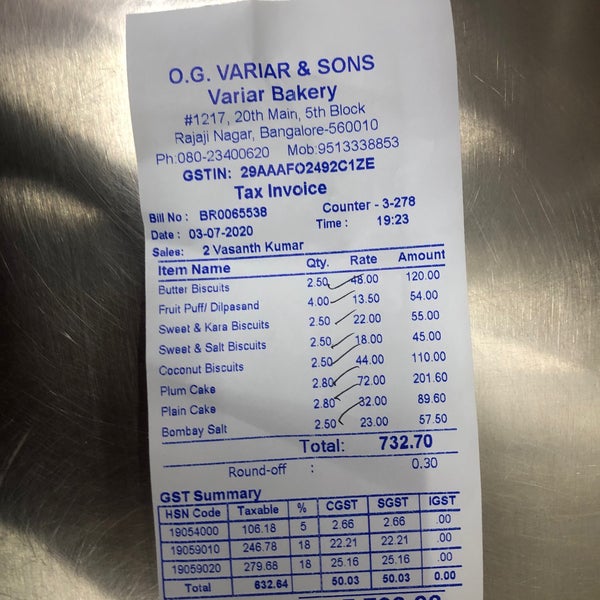 O.G. VARIAR & SONS
Variar Bakery
#1217, 20th Main, 5th Block
Rajaji Nagar, Bangalore-560010
Ph:080-23400620 Mob:9513338853
GSTIN: 29AAAFO2492C1ZE
Tax Invoice
Bill No : BR0065538 Counter - 3-278
Date : 03-07-2020 Time : 19:23
Sales: 2 Vasanth Kumar
Item Name Qty. Rate Amount
Butter Biscuits 2.50 48.00 120.00
Fruit Puff/ Dilpasand 4.00 13.50 54.00
Sweet & Kara Biscuits 2.50 22.00 55.00
Sweet & Salt Biscuits 2.50 18.00 45.00
Coconut Biscuits 2.50 44.00 110.00
Plum Cake 2.80 72.00 201.60
Plain Cake 2.80 32.00 89.60
Bombay Salt 2.50 23.00 57.50
Total: 732.70
Round-off : 0.30
GST Summary
HSN Code Taxable % CGST SGST IGST
19054000 106.18 5 2.66 2.66 .00
19059010 246.78 18 22.21 22.21 .00
19059020 279.68 18 25.16 25.16 .00
Total 632.64 50.03 50.03 0.00